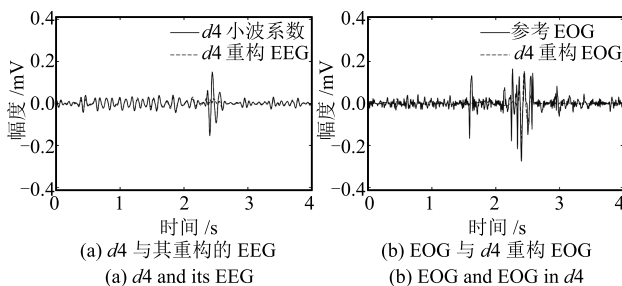 0.4
0.2
0.0
−0.2
−0.4
幅度 /mV
d4 小波系数
d4 重构 EEG
0 1 2 3 4
时间 /s
(a) d4 与其重构的 EEG
(a) d4 and its EEG
0.4
0.2
0.0
−0.2
−0.4
幅度 /mV
参考 EOG
d4 重构 EOG
0 1 2 3 4
时间 /s
(b) EOG 与 d4 重构 EOG
(b) EOG and EOG in d4